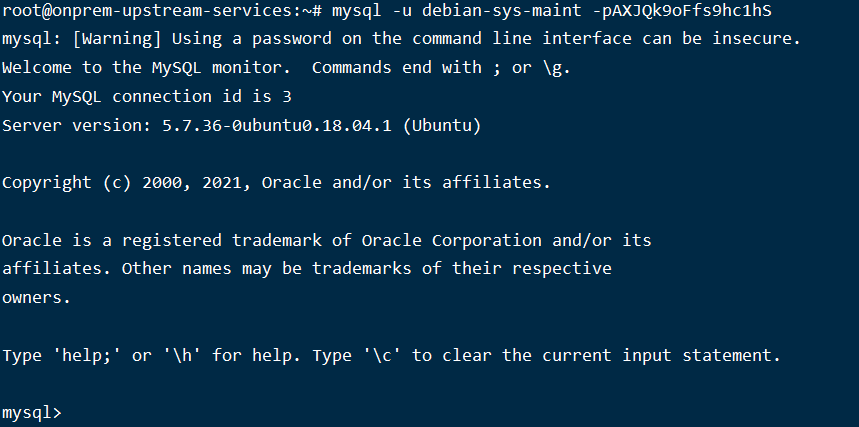 root@onprem-upstream-services:~# mysql -u debian-sys-maint -pAXJQk9oFfs9hc1hS
mysql: [Warning] Using a password on the command line interface can be insecure.
Welcome to the MySQL monitor.  Commands end with ; or \g.
Your MySQL connection id is 3
Server version: 5.7.36-0ubuntu0.18.04.1 (Ubuntu)

Copyright (c) 2000, 2021, Oracle and/or its affiliates.

Oracle is a registered trademark of Oracle Corporation and/or its
affiliates. Other names may be trademarks of their respective
owners.

Type 'help;' or '\h' for help. Type '\c' to clear the current input statement.

mysql>